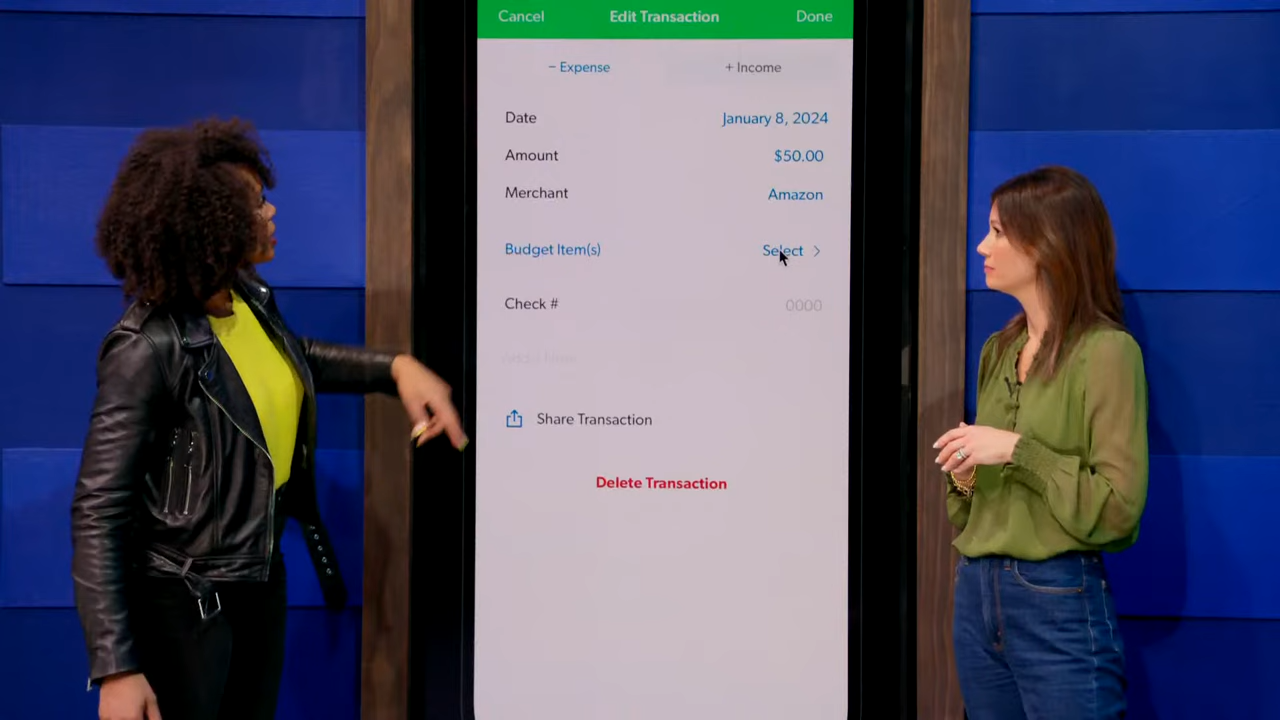 Cancel Edit Transaction Done
– Expense + Income
Date January 8, 2024
Amount $50.00
Merchant Amazon
Budget Item(s) Select
Check # 0000
Share Transaction
Delete Transaction